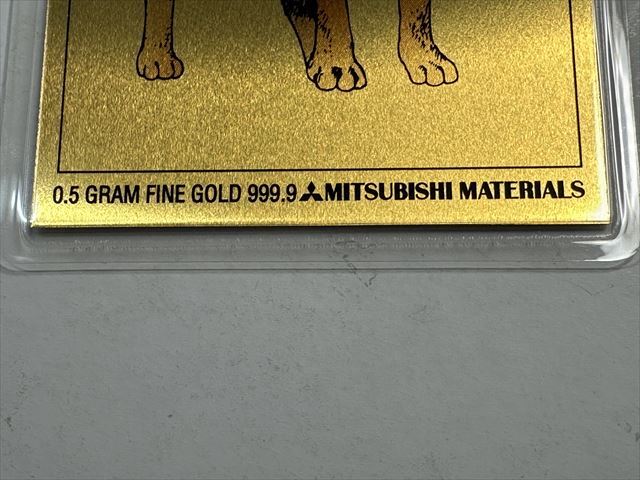 0.5 GRAM FINE GOLD 999.9 MITSUBISHI MATERIALS